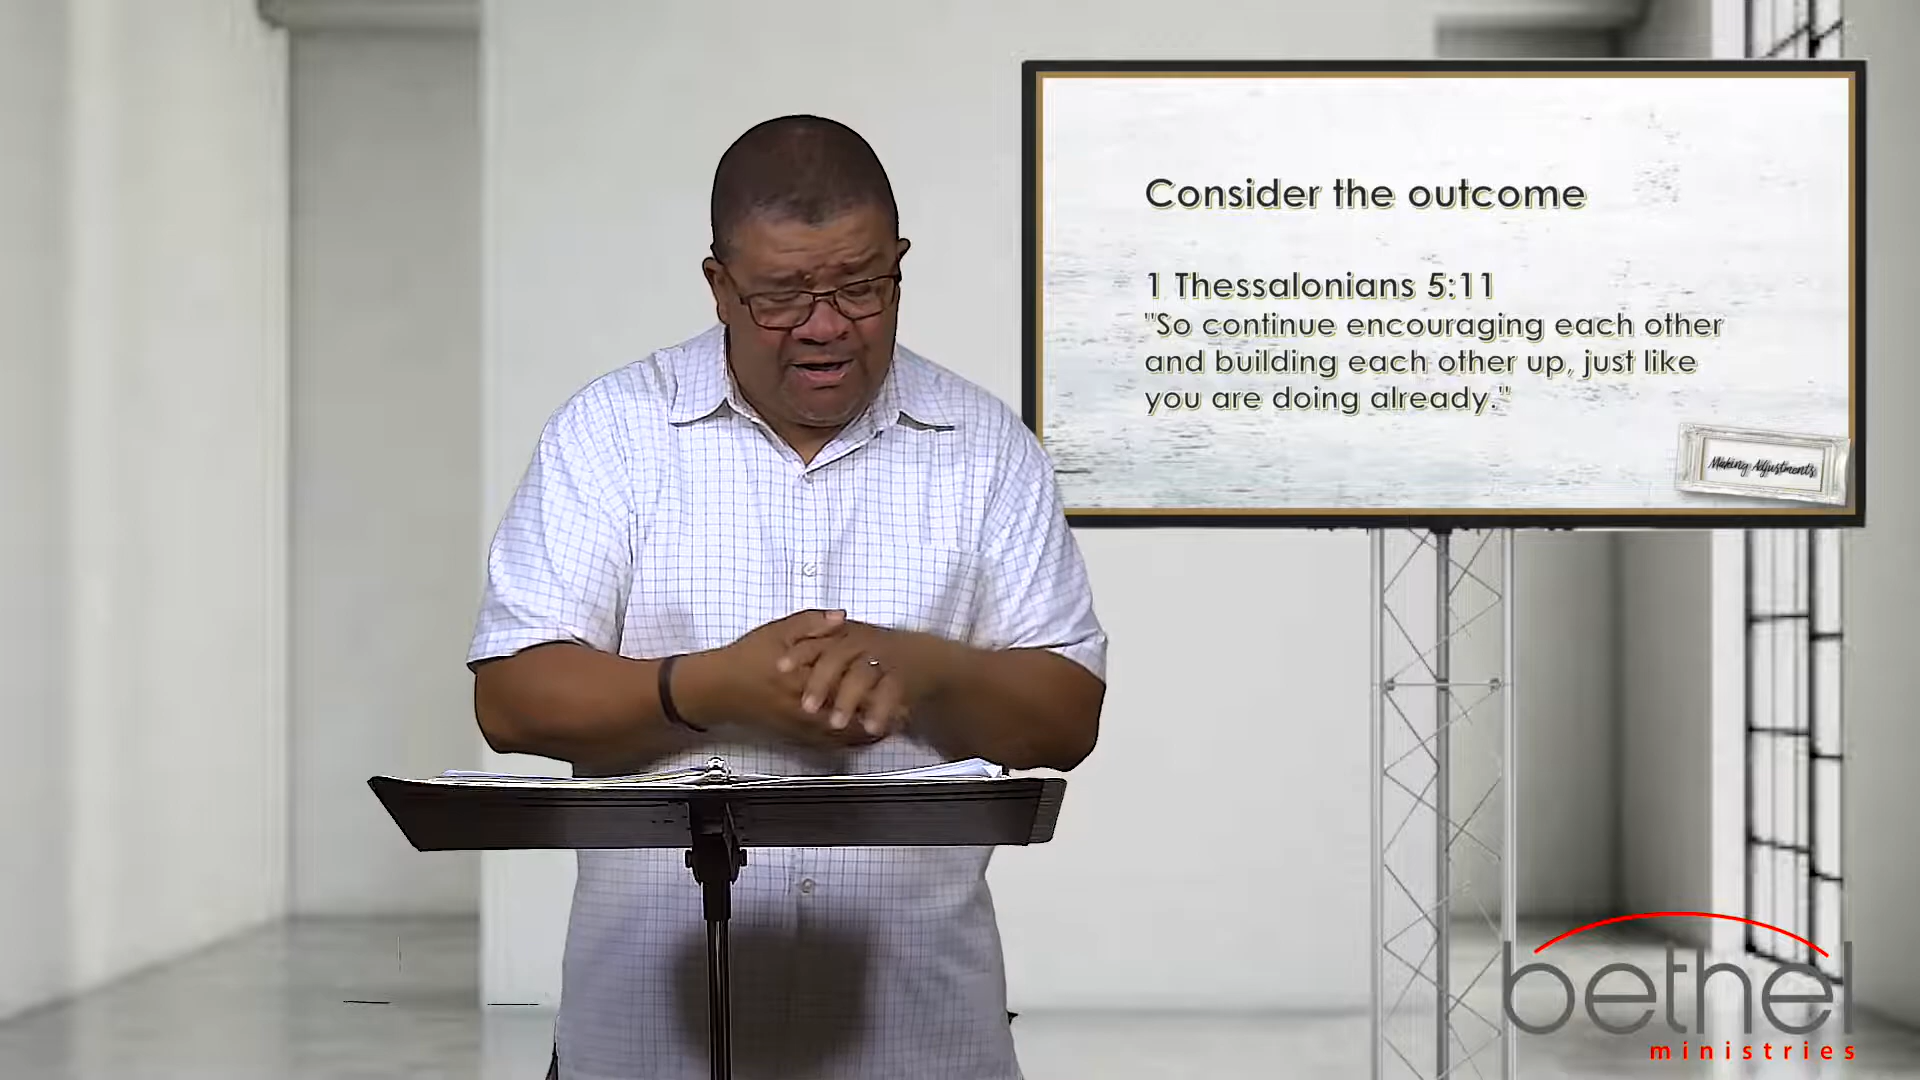 Consider the outcome
1 Thessalonians 5:11
"So continue encouraging each other
and building each other up, just like
you are doing already."
Making Adjustments
bethel
ministries